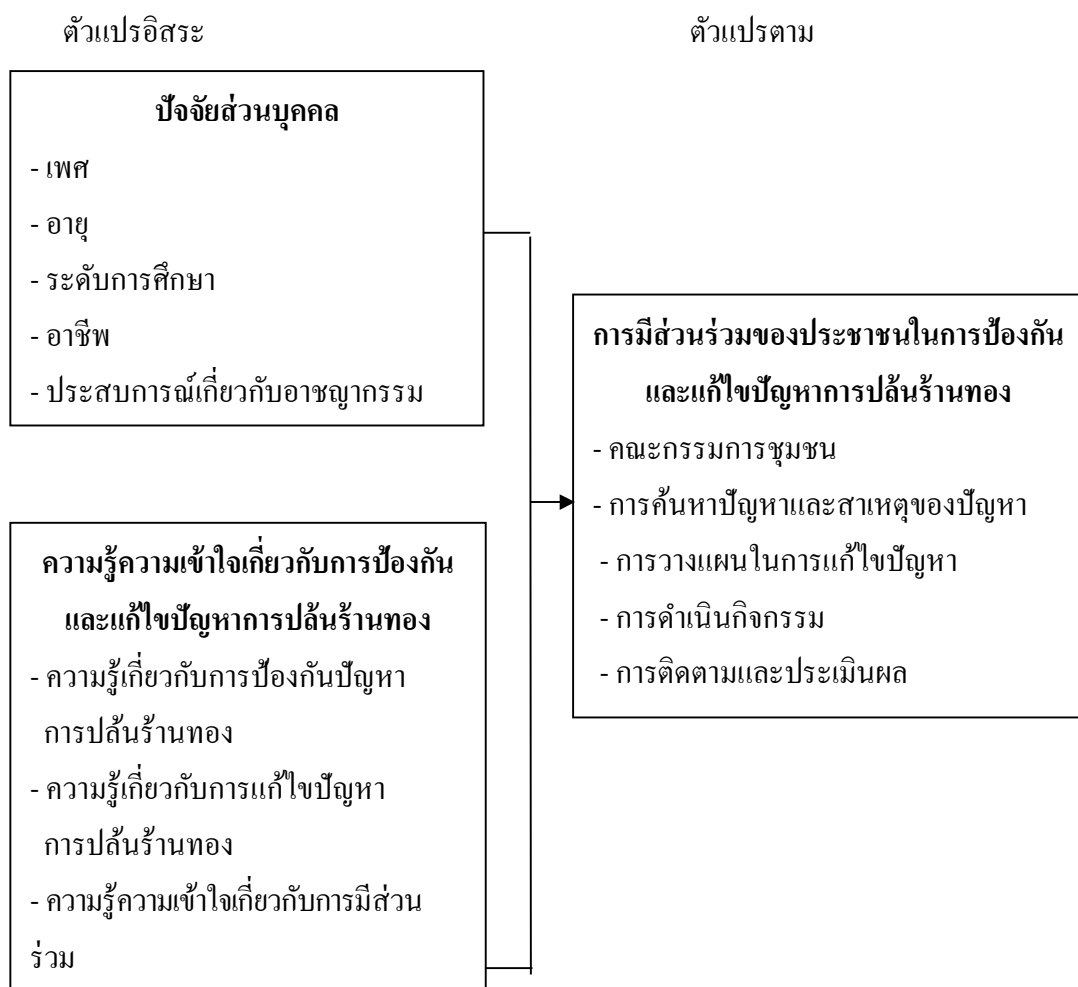 ตัวแปรอิสระ
ตัวแปรตาม
ปัจจัยส่วนบุคคล
- เพศ
- อายุ
- ระดับการศึกษา
- อาชีพ
- ประสบการณ์เกี่ยวกับอาชญากรรม
ความรู้ความเข้าใจเกี่ยวกับการป้องกัน
และแก้ไขปัญหาการปล้นร้านทอง
- ความรู้เกี่ยวกับการป้องกันปัญหา
การปล้นร้านทอง
- ความรู้เกี่ยวกับการแก้ไขปัญหา
การปล้นร้านทอง
- ความรู้ความเข้าใจเกี่ยวกับการมีส่วน
ร่วม
การมีส่วนร่วมของประชาชนในการป้องกัน
และแก้ไขปัญหาการปล้นร้านทอง
- คณะกรรมการชุมชน
- การค้นหาปัญหาและสาเหตุของปัญหา
- การวางแผนในการแก้ไขปัญหา
- การดำเนินกิจกรรม
- การติดตามและประเมินผล